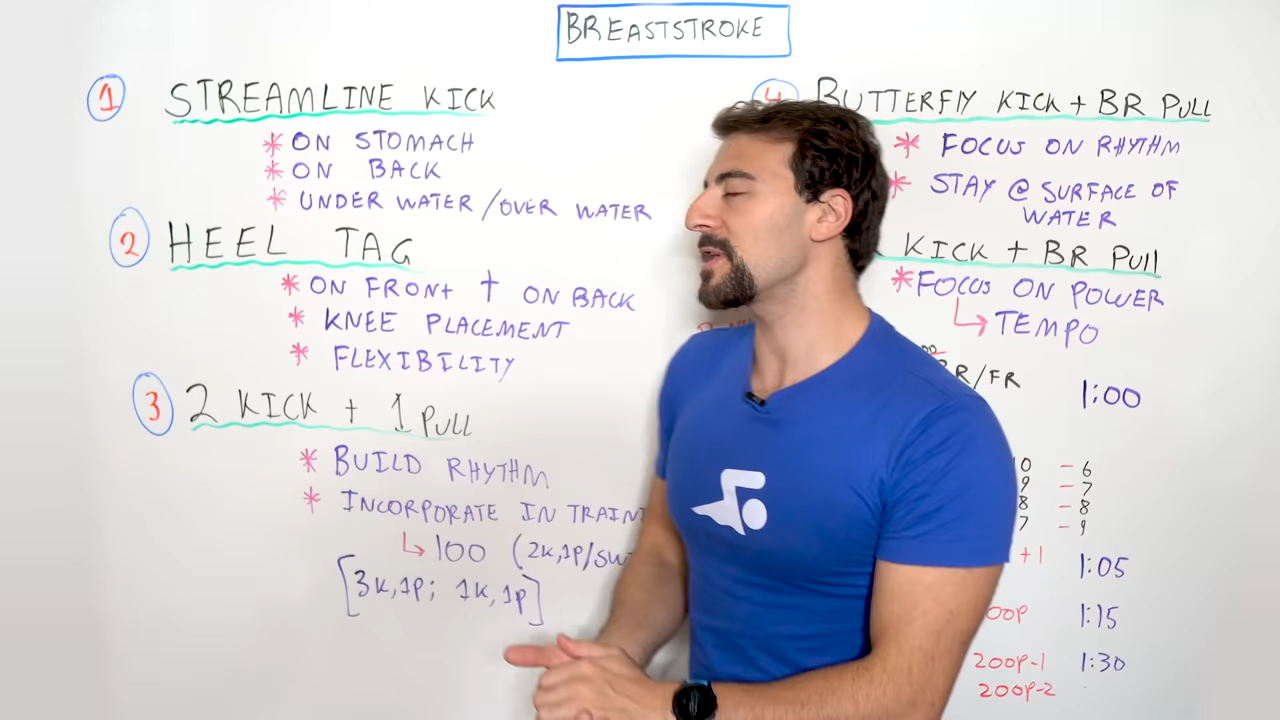 BREASTSTROKE
1 STREAMLINE KICK
* ON STOMACH
* ON BACK
* UNDER WATER/OVER WATER
2 HEEL TAG
* ON FRONT + ON BACK
* KNEE PLACEMENT
* FLEXIBILITY
3 2 KICK + 1 PULL
* BUILD RHYTHM
* INCORPORATE IN TRAIN
↳ 100 (2K,1P/SW
[3K,1P; 1K,1P]
4 BUTTERFLY KICK + BR PULL
* FOCUS ON RHYTHM
* STAY @ SURFACE OF
WATER
KICK + BR PULL
* FOCUS ON POWER
↳ TEMPO
R/FR 1:00
0 - 6
9 - 7
8 - 8
7 - 9
+1 1:05
00P 1:15
200P-1 1:30
200P-2